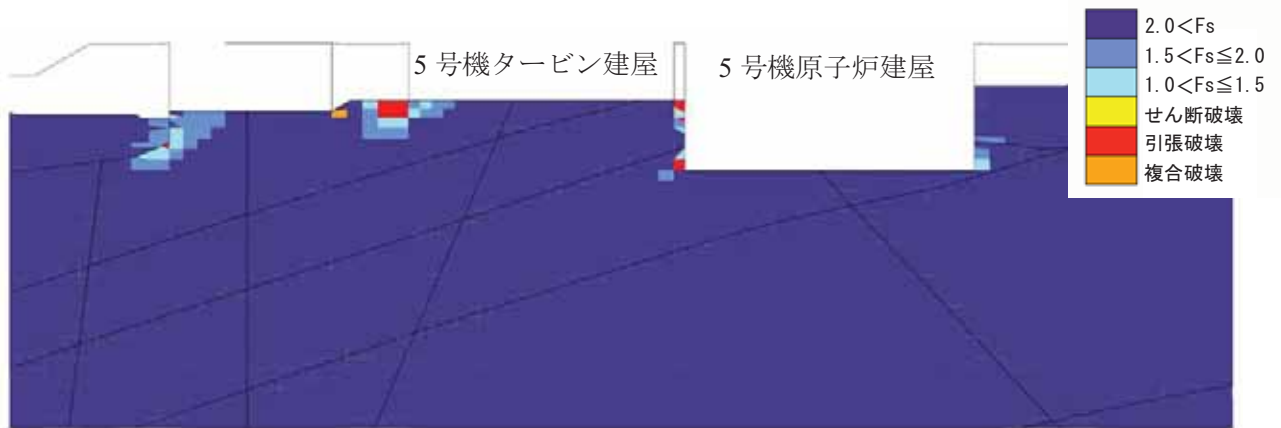 5 号機タービン建屋
5 号機原子炉建屋
2.0<Fs
1.5<Fs≦2.0
1.0<Fs≦1.5
せん断破壊
引張破壊
複合破壊